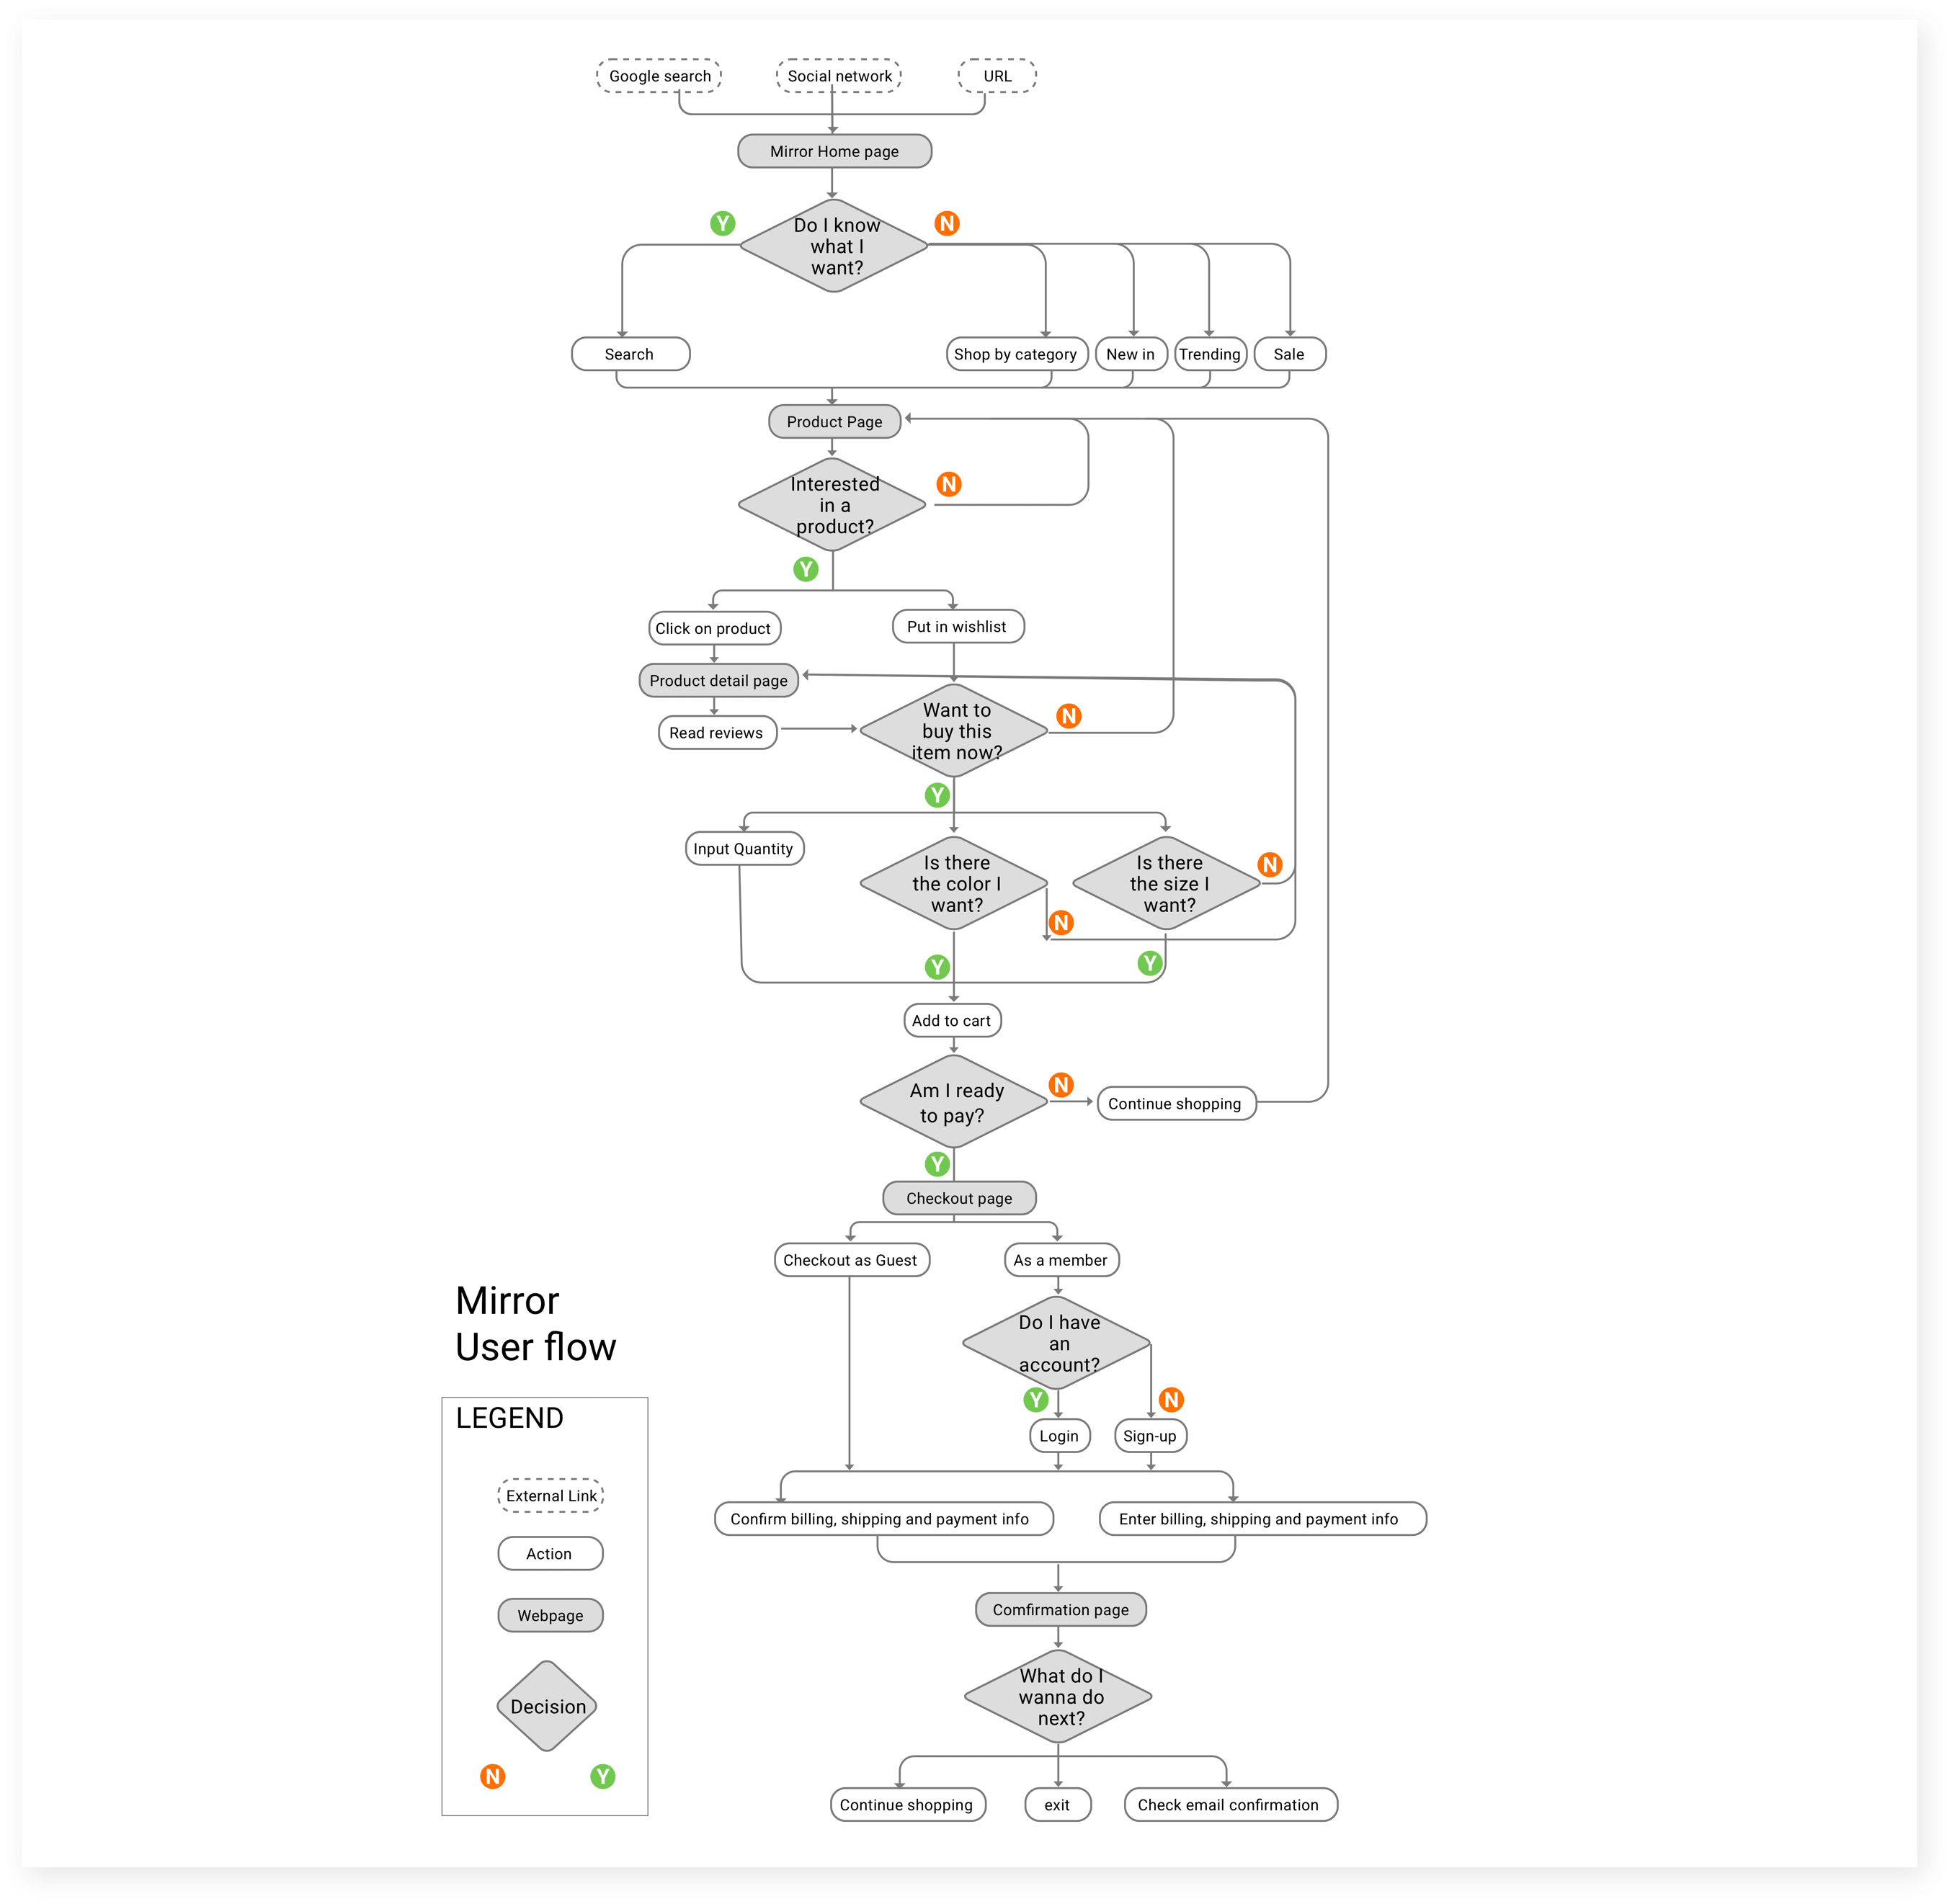 Google search
Social network
URL
Mirror Home page
Y
N
Do I know
what I
want?
Search
Shop by category
New in
Trending
Sale
Product Page
Interested
in a
product?
N
Y
Click on product
Put in wishlist
Product detail page
Read reviews
Want to
buy this
item now?
N
Y
Input Quantity
Is there
the color I
want?
Is there
the size I
want?
N
N
Y
Y
Add to cart
Am I ready
to pay?
N
Continue shopping
Y
Checkout page
Checkout as Guest
As a member
Do I have
an
account?
Y
N
Login
Sign-up
Confirm billing, shipping and payment info
Enter billing, shipping and payment info
Comfirmation page
What do I
wanna do
next?
Continue shopping
exit
Check email confirmation
Mirror
User flow
LEGEND
External Link
Action
Webpage
Decision
N
Y